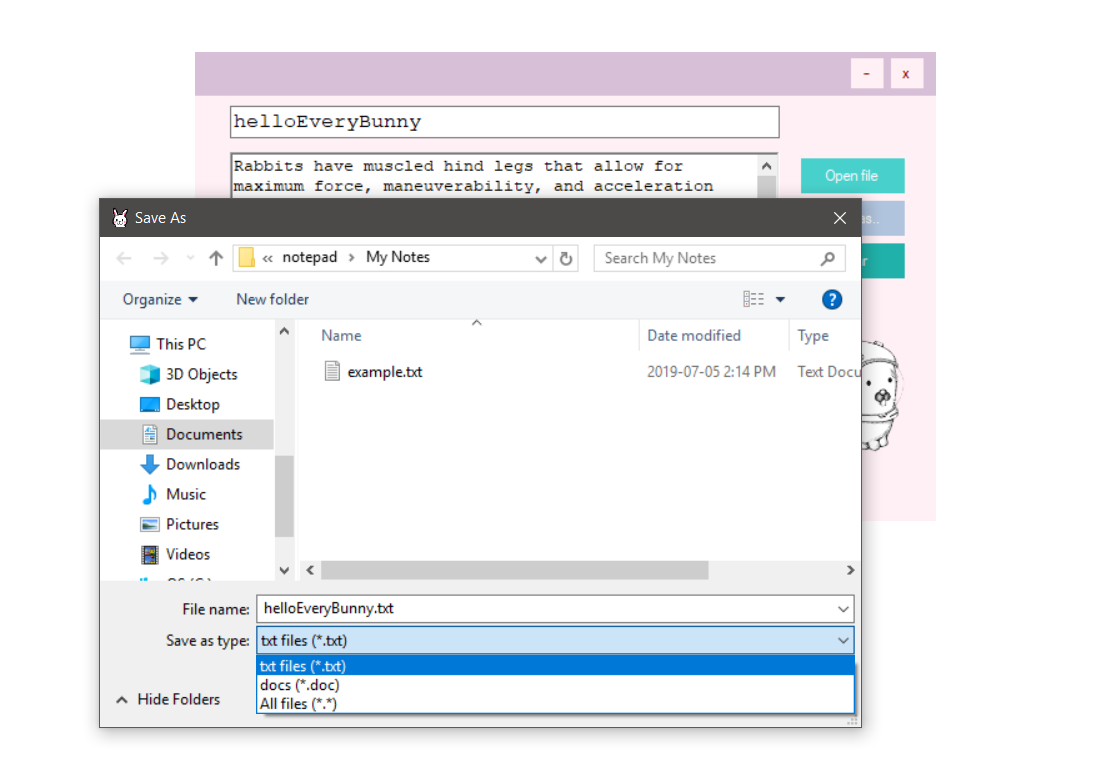 - x
helloEveryBunny
Rabbits have muscled hind legs that allow for
maximum force, maneuverability, and acceleration
Open file
Save As
« notepad > My Notes
Search My Notes
Organize
New folder
?
Name
Date modified
Type
This PC
example.txt
2019-07-05 2:14 PM
Text Docu
3D Objects
Desktop
Documents
Downloads
Music
Pictures
Videos
File name:
helloEveryBunny.txt
Save as type:
txt files (*.txt)
txt files (*.txt)
docs (*.doc)
All files (*.*)
Hide Folders